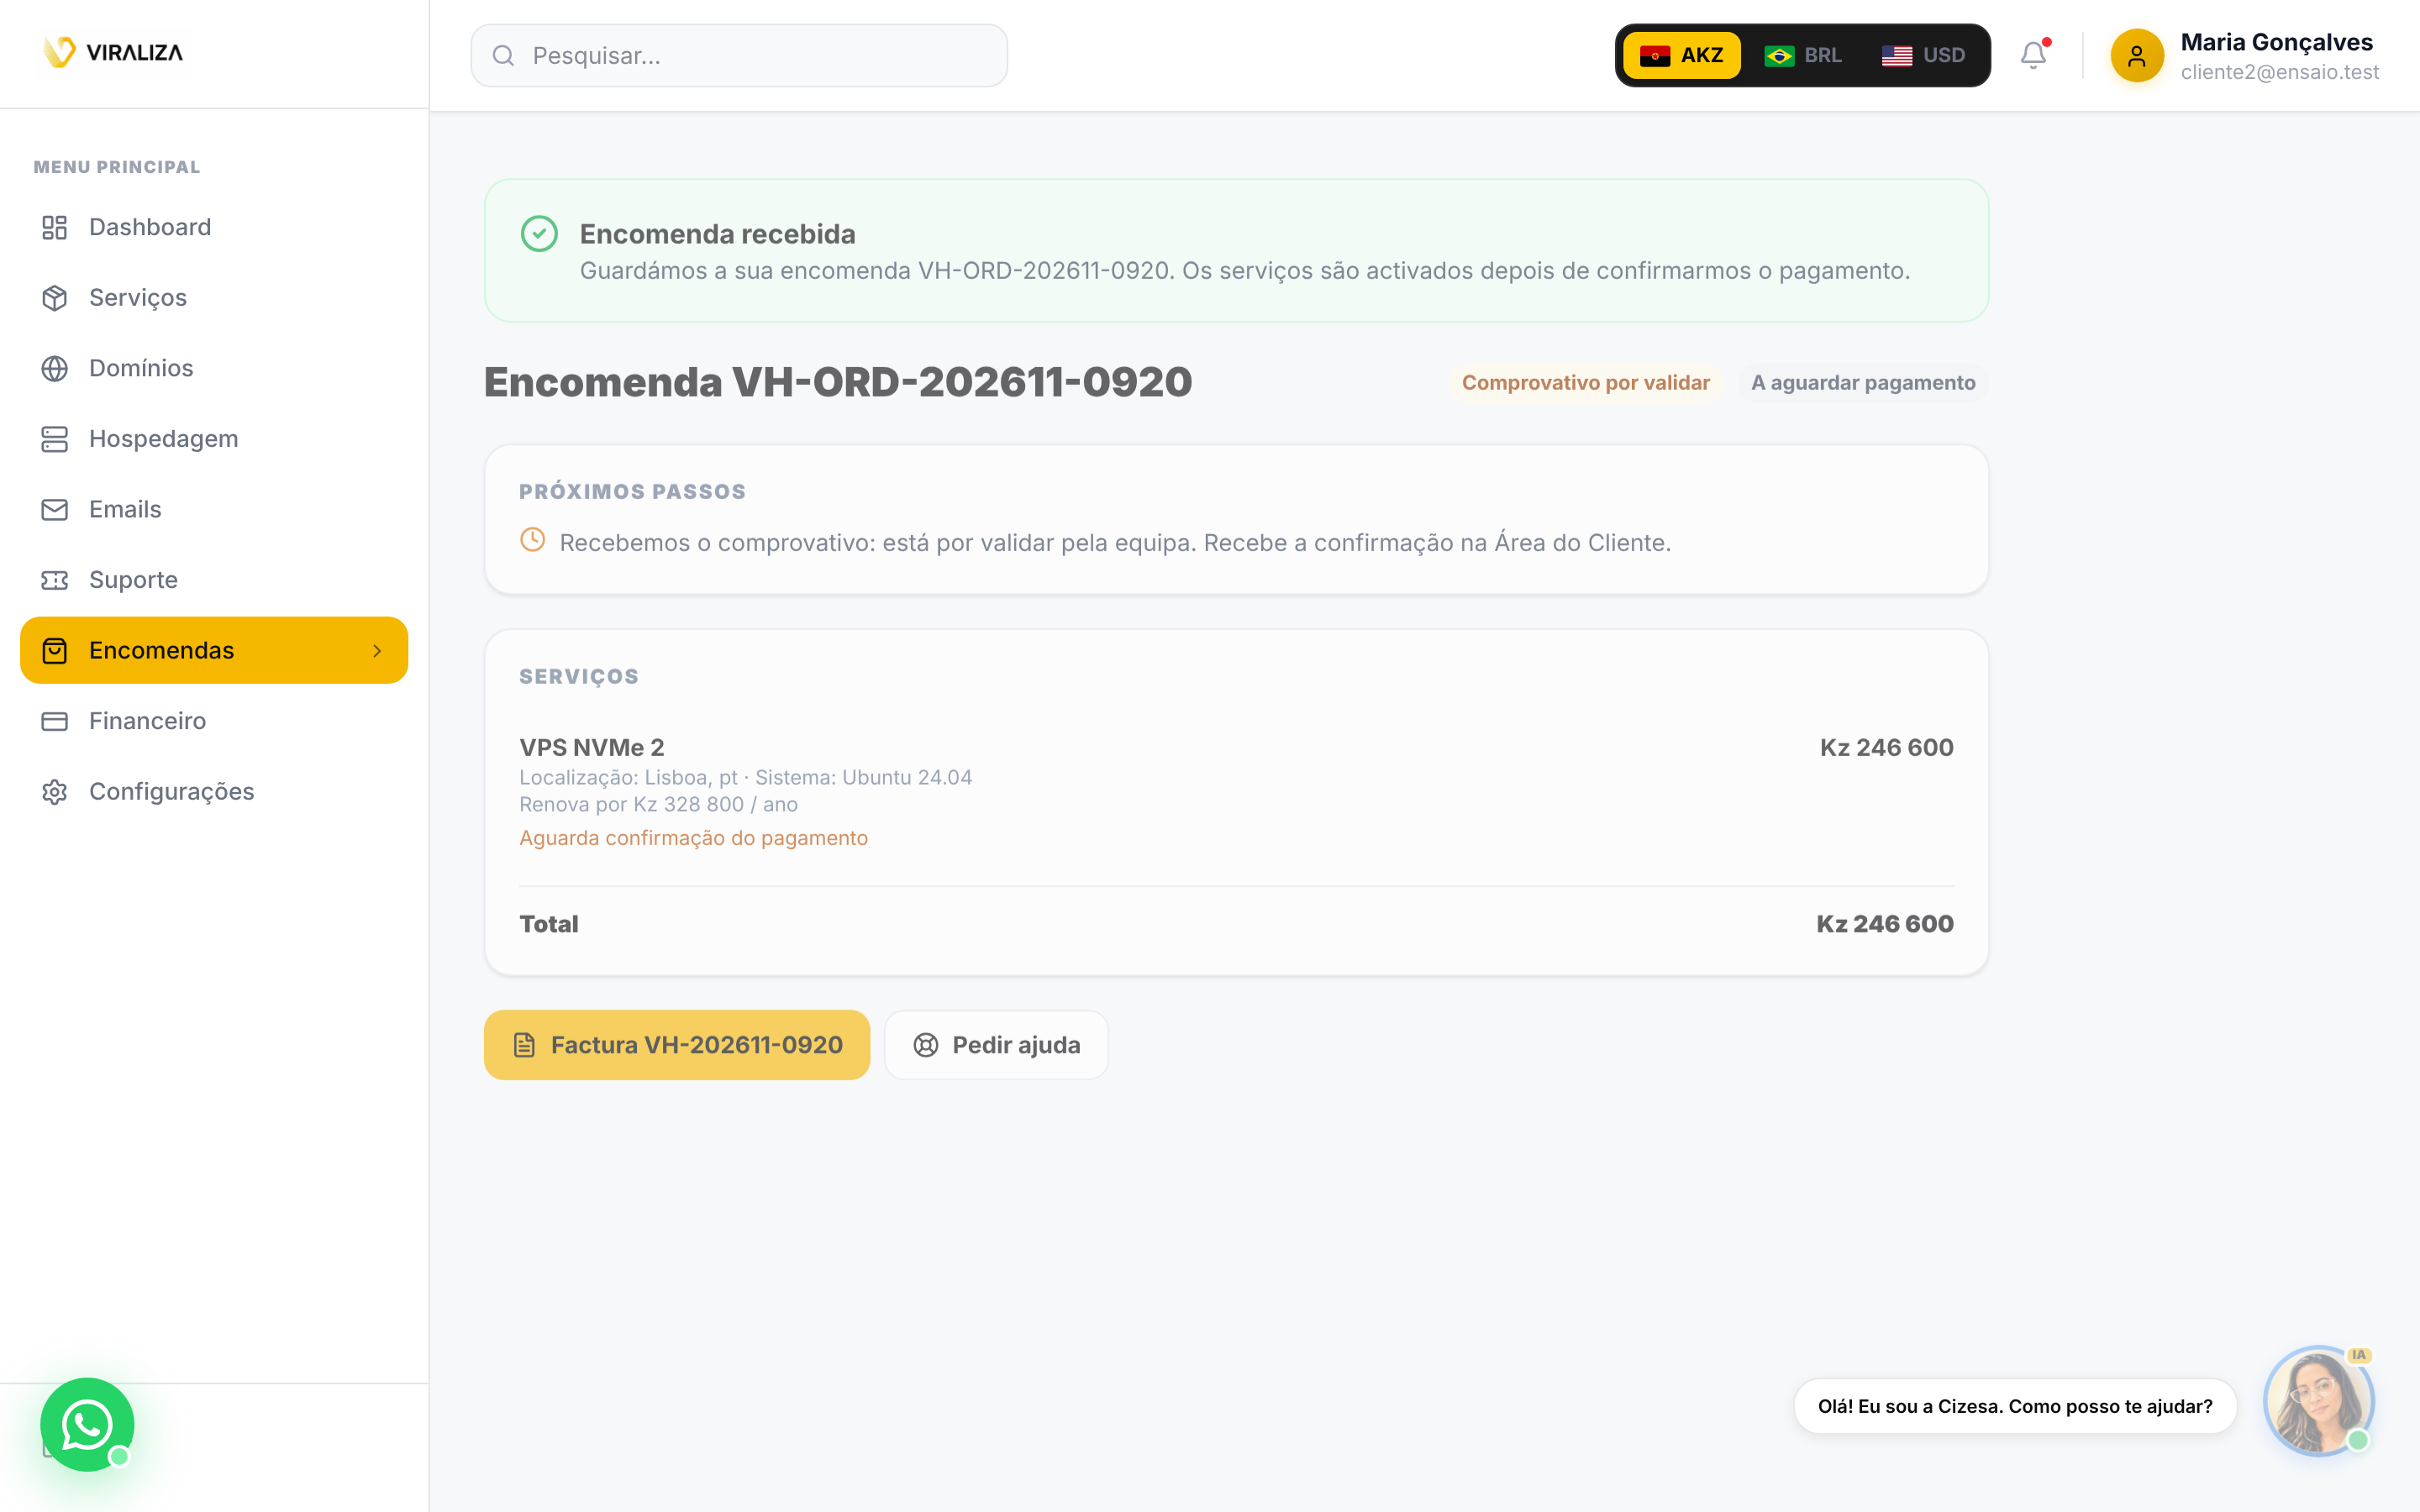 VIRALIZA
Pesquisar...
AKZ
BRL
USD
Maria Gonçalves
cliente2@ensaio.test
MENU PRINCIPAL
Dashboard
Serviços
Domínios
Hospedagem
Emails
Suporte
Encomendas
Financeiro
Configurações
Encomenda recebida
Guardámos a sua encomenda VH-ORD-202611-0920. Os serviços são activados depois de confirmarmos o pagamento.
Encomenda VH-ORD-202611-0920
Comprovativo por validar
A aguardar pagamento
PRÓXIMOS PASSOS
Recebemos o comprovativo: está por validar pela equipa. Recebe a confirmação na Área do Cliente.
SERVIÇOS
VPS NVMe 2
Kz 246 600
Localização: Lisboa, pt · Sistema: Ubuntu 24.04
Renova por Kz 328 800 / ano
Aguarda confirmação do pagamento
Total
Kz 246 600
Factura VH-202611-0920
Pedir ajuda
IA
Olá! Eu sou a Cizesa. Como posso te ajudar?